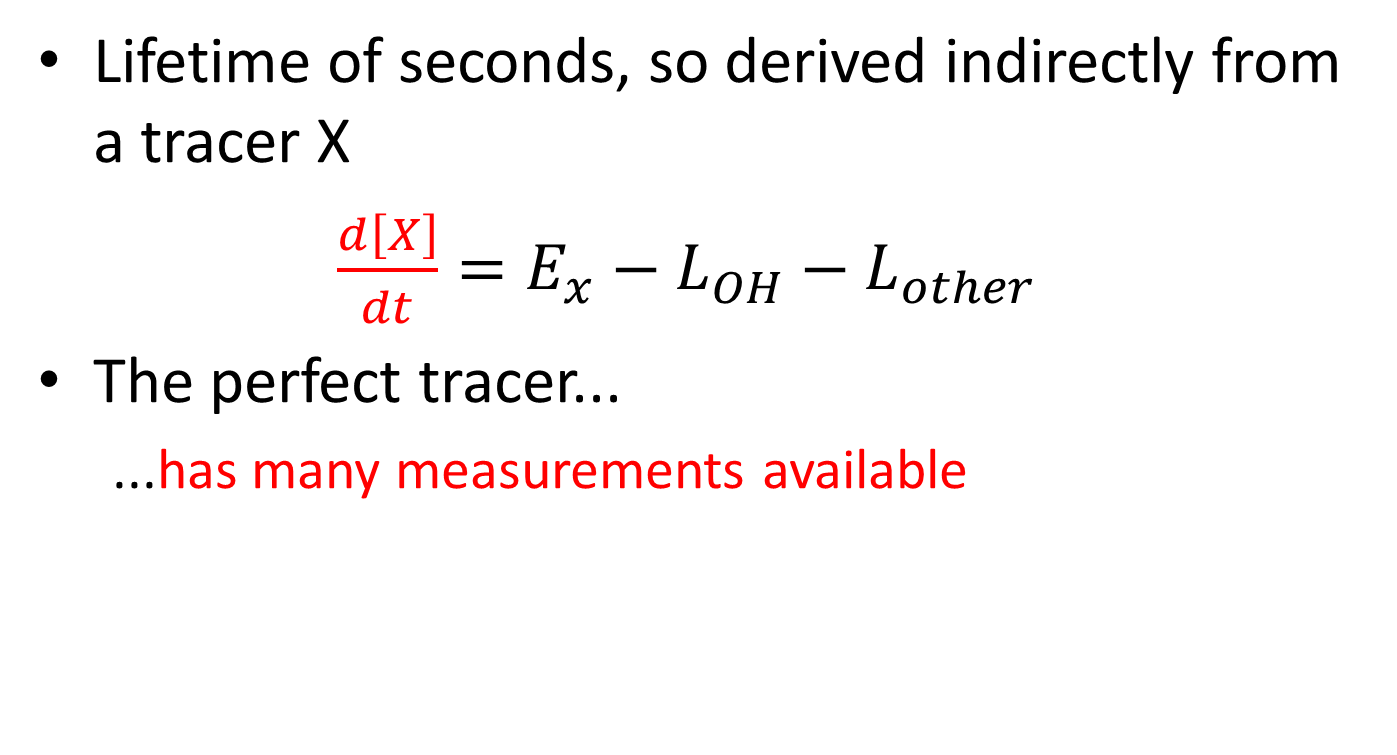 • Lifetime of seconds, so derived indirectly from
a tracer X
d[X]/dt = E_x − L_OH − L_other
• The perfect tracer...
...has many measurements available